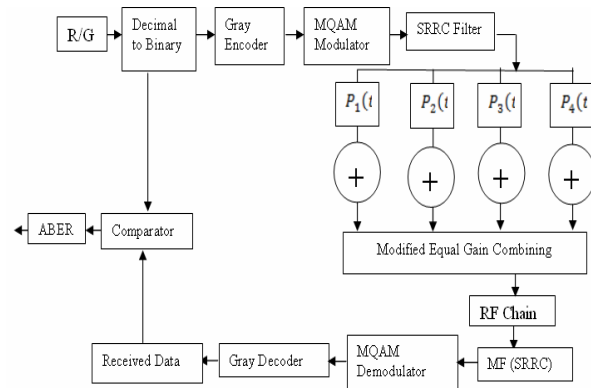 R/G
Decimal
to Binary
Gray
Encoder
MQAM
Modulator
SRRC Filter
P₁(t
P₂(t
P₃(t
P₄(t
+
+
+
+
Modified Equal Gain Combining
RF Chain
MF (SRRC)
MQAM
Demodulator
Gray Decoder
Received Data
Comparator
ABER